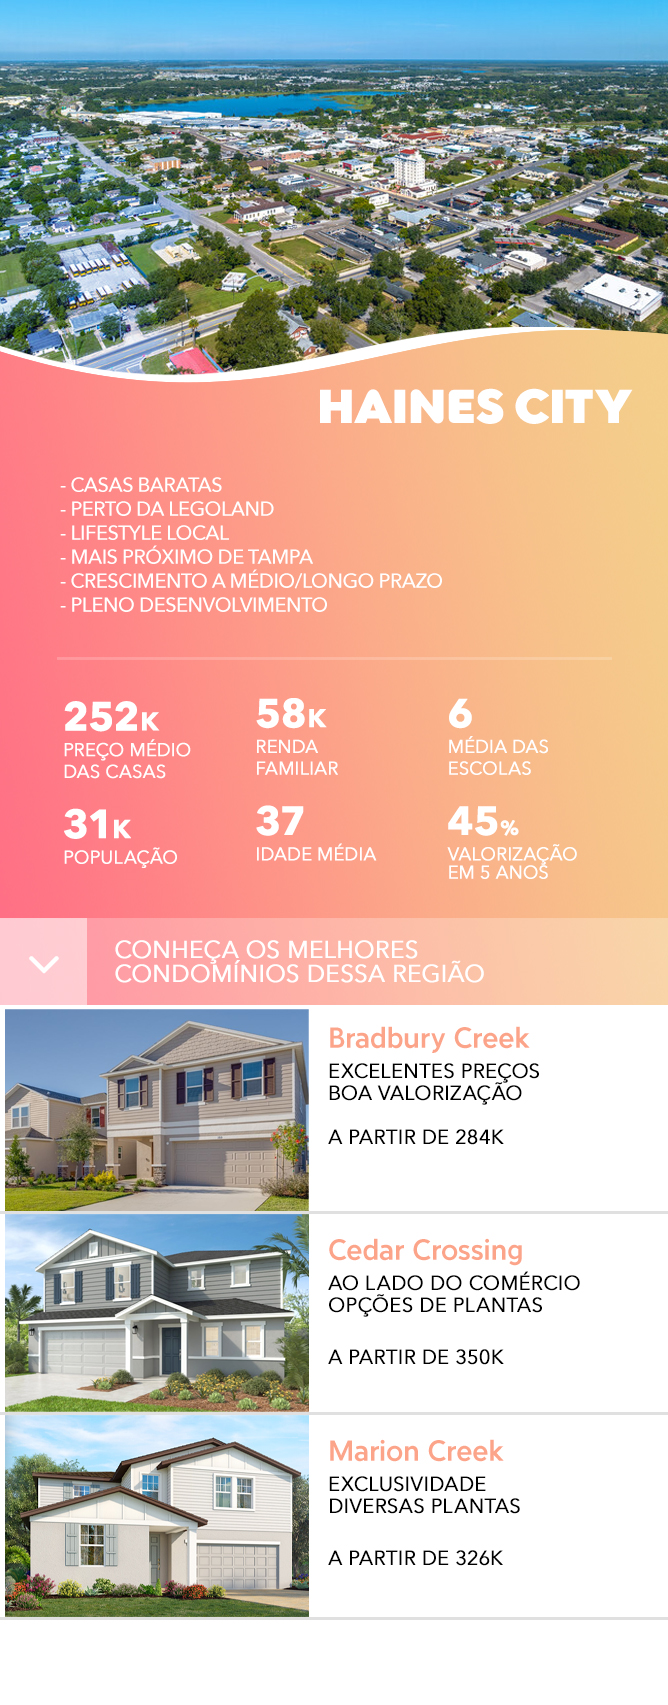 HAINES CITY
- CASAS BARATAS
- PERTO DA LEGOLAND
- LIFESTYLE LOCAL
- MAIS PRÓXIMO DE TAMPA
- CRESCIMENTO A MÉDIO/LONGO PRAZO
- PLENO DESENVOLVIMENTO
252K
PREÇO MÉDIO
DAS CASAS
58K
RENDA
FAMILIAR
6
MÉDIA DAS
ESCOLAS
31K
POPULAÇÃO
37
IDADE MÉDIA
45%
VALORIZAÇÃO
EM 5 ANOS
CONHEÇA OS MELHORES
CONDOMÍNIOS DESSA REGIÃO
Bradbury Creek
EXCELENTES PREÇOS
BOA VALORIZAÇÃO
A PARTIR DE 284K
Cedar Crossing
AO LADO DO COMÉRCIO
OPÇÕES DE PLANTAS
A PARTIR DE 350K
Marion Creek
EXCLUSIVIDADE
DIVERSAS PLANTAS
A PARTIR DE 326K